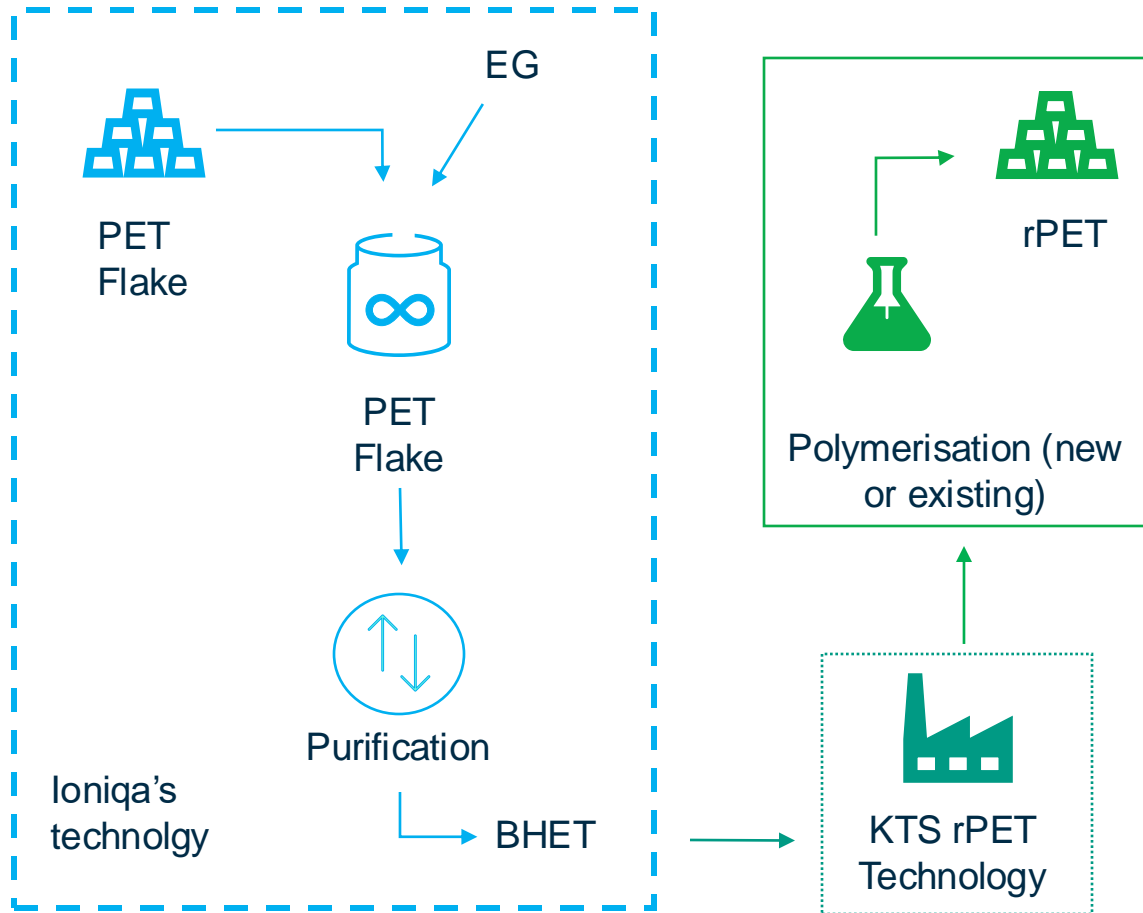 EG
PET
Flake
PET
Flake
Purification
Ioniqa’s
technolgy
BHET
KTS rPET
Technology
Polymerisation (new
or existing)
rPET